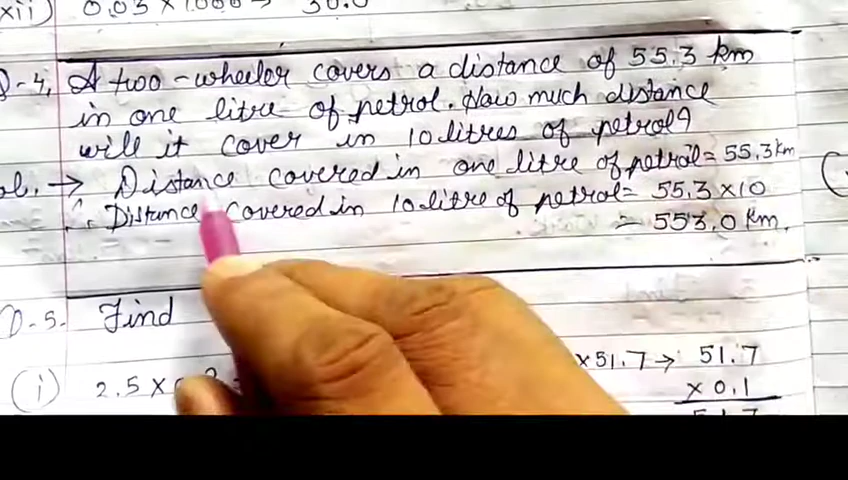 xii) 0.03 × 1000 → 30.0
Q-4. A two-wheeler covers a distance of 55.3 km
in one litre of petrol. How much distance
will it cover in 10 litres of petrol?
ol. → Distance covered in one litre of petrol = 55.3 km
∴ Distance covered in 10 litre of petrol = 55.3 × 10
= 553.0 km.
Q-5. Find
(i) 2.5 ×
× 51.7 → 51.7
× 0.1